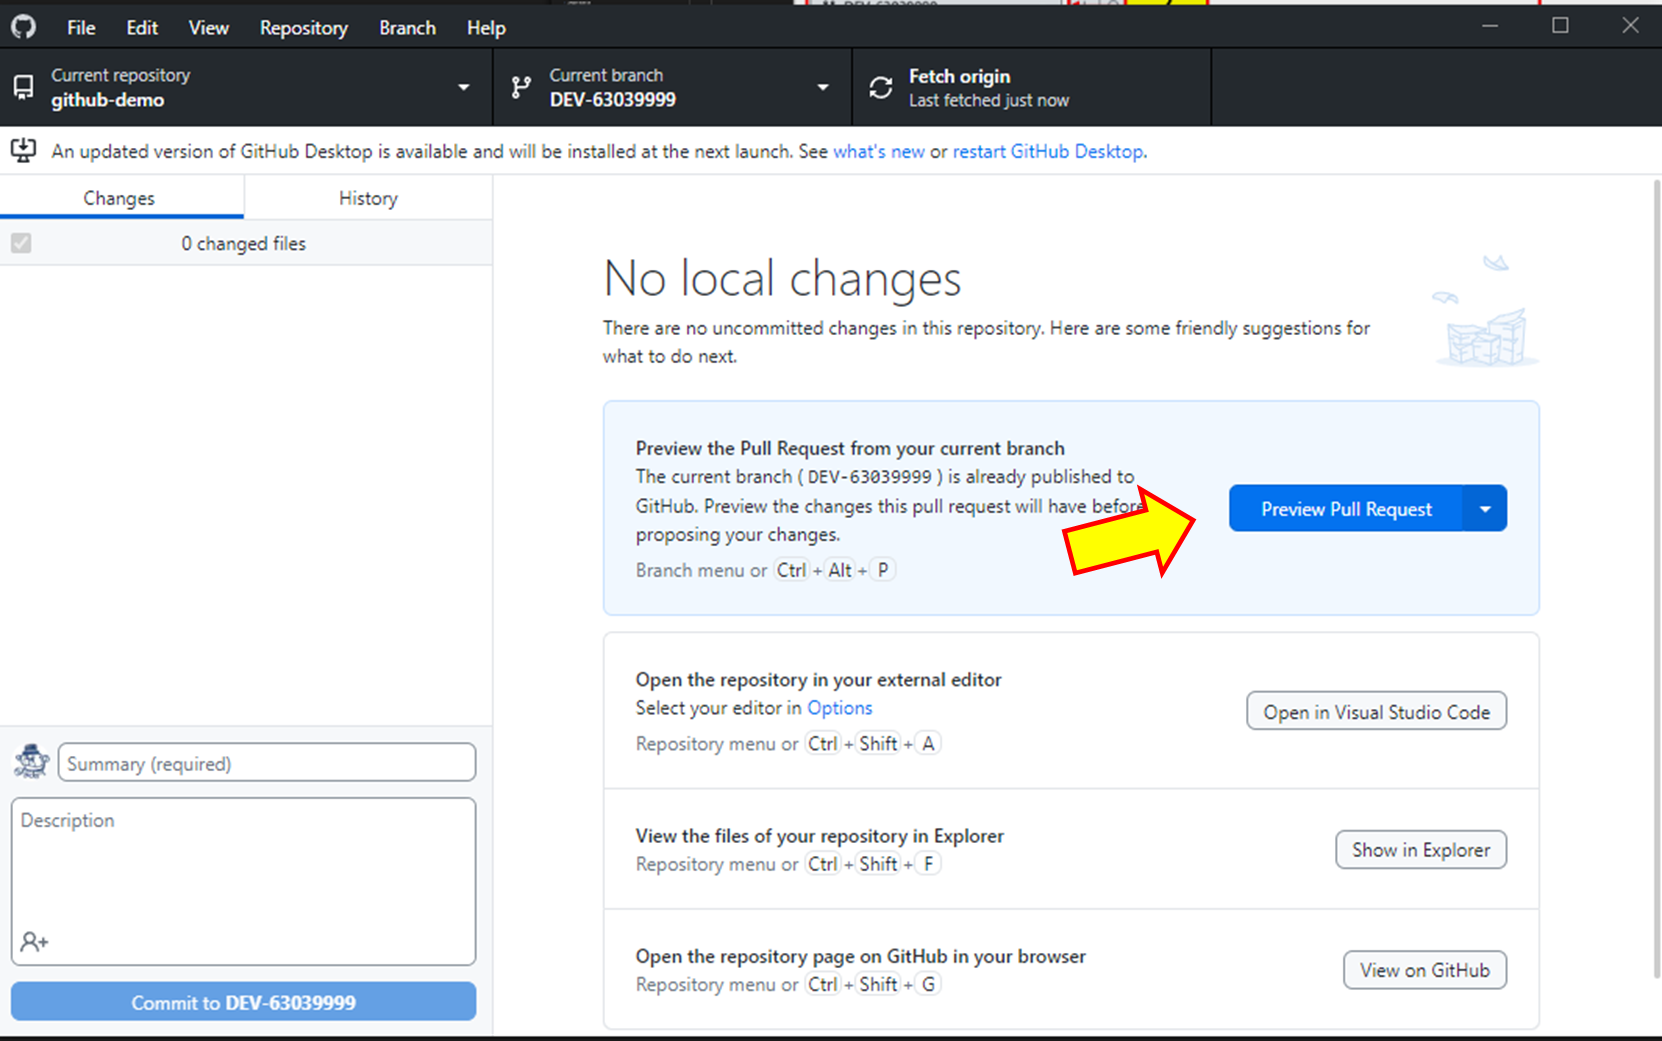 File Edit View Repository Branch Help
Current repository
github-demo
Current branch
DEV-63039999
Fetch origin
Last fetched just now
An updated version of GitHub Desktop is available and will be installed at the next launch. See what's new or restart GitHub Desktop.
Changes
History
0 changed files
No local changes
There are no uncommitted changes in this repository. Here are some friendly suggestions for
what to do next.
Preview the Pull Request from your current branch
The current branch ( DEV-63039999 ) is already published to
GitHub. Preview the changes this pull request will have before
proposing your changes.
Branch menu or Ctrl + Alt + P
Preview Pull Request
Open the repository in your external editor
Select your editor in Options
Repository menu or Ctrl + Shift + A
Open in Visual Studio Code
View the files of your repository in Explorer
Repository menu or Ctrl + Shift + F
Show in Explorer
Open the repository page on GitHub in your browser
Repository menu or Ctrl + Shift + G
View on GitHub
Summary (required)
Description
Commit to DEV-63039999